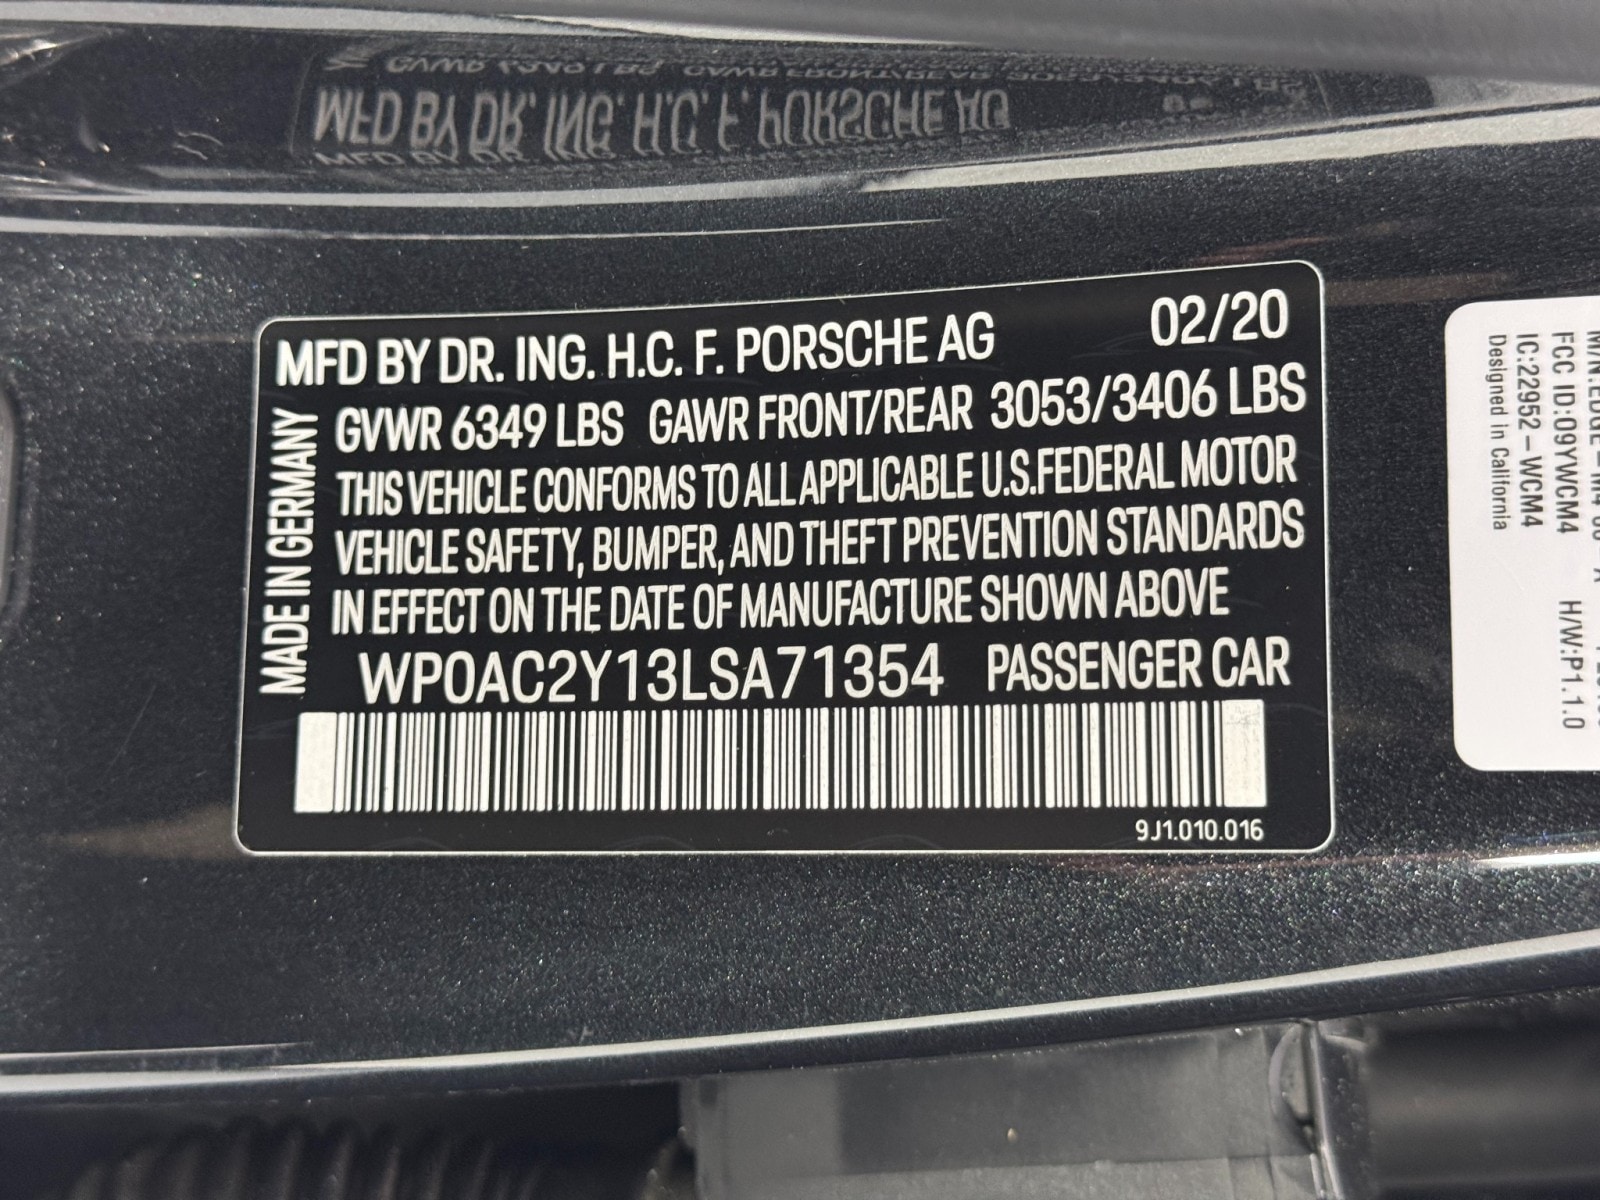 MFD BY DR. ING. H.C. F. PORSCHE AG 02/20
GVWR 6349 LBS GAWR FRONT/REAR 3053/3406 LBS
THIS VEHICLE CONFORMS TO ALL APPLICABLE U.S.FEDERAL MOTOR
VEHICLE SAFETY, BUMPER, AND THEFT PREVENTION STANDARDS
IN EFFECT ON THE DATE OF MANUFACTURE SHOWN ABOVE
WP0AC2Y13LSA71354 PASSENGER CAR
9J1.010.016
MADE IN GERMANY
FCC ID:O9YWCM4 H/W:P1.1.0
IC:22952-WCM4
Designed in California